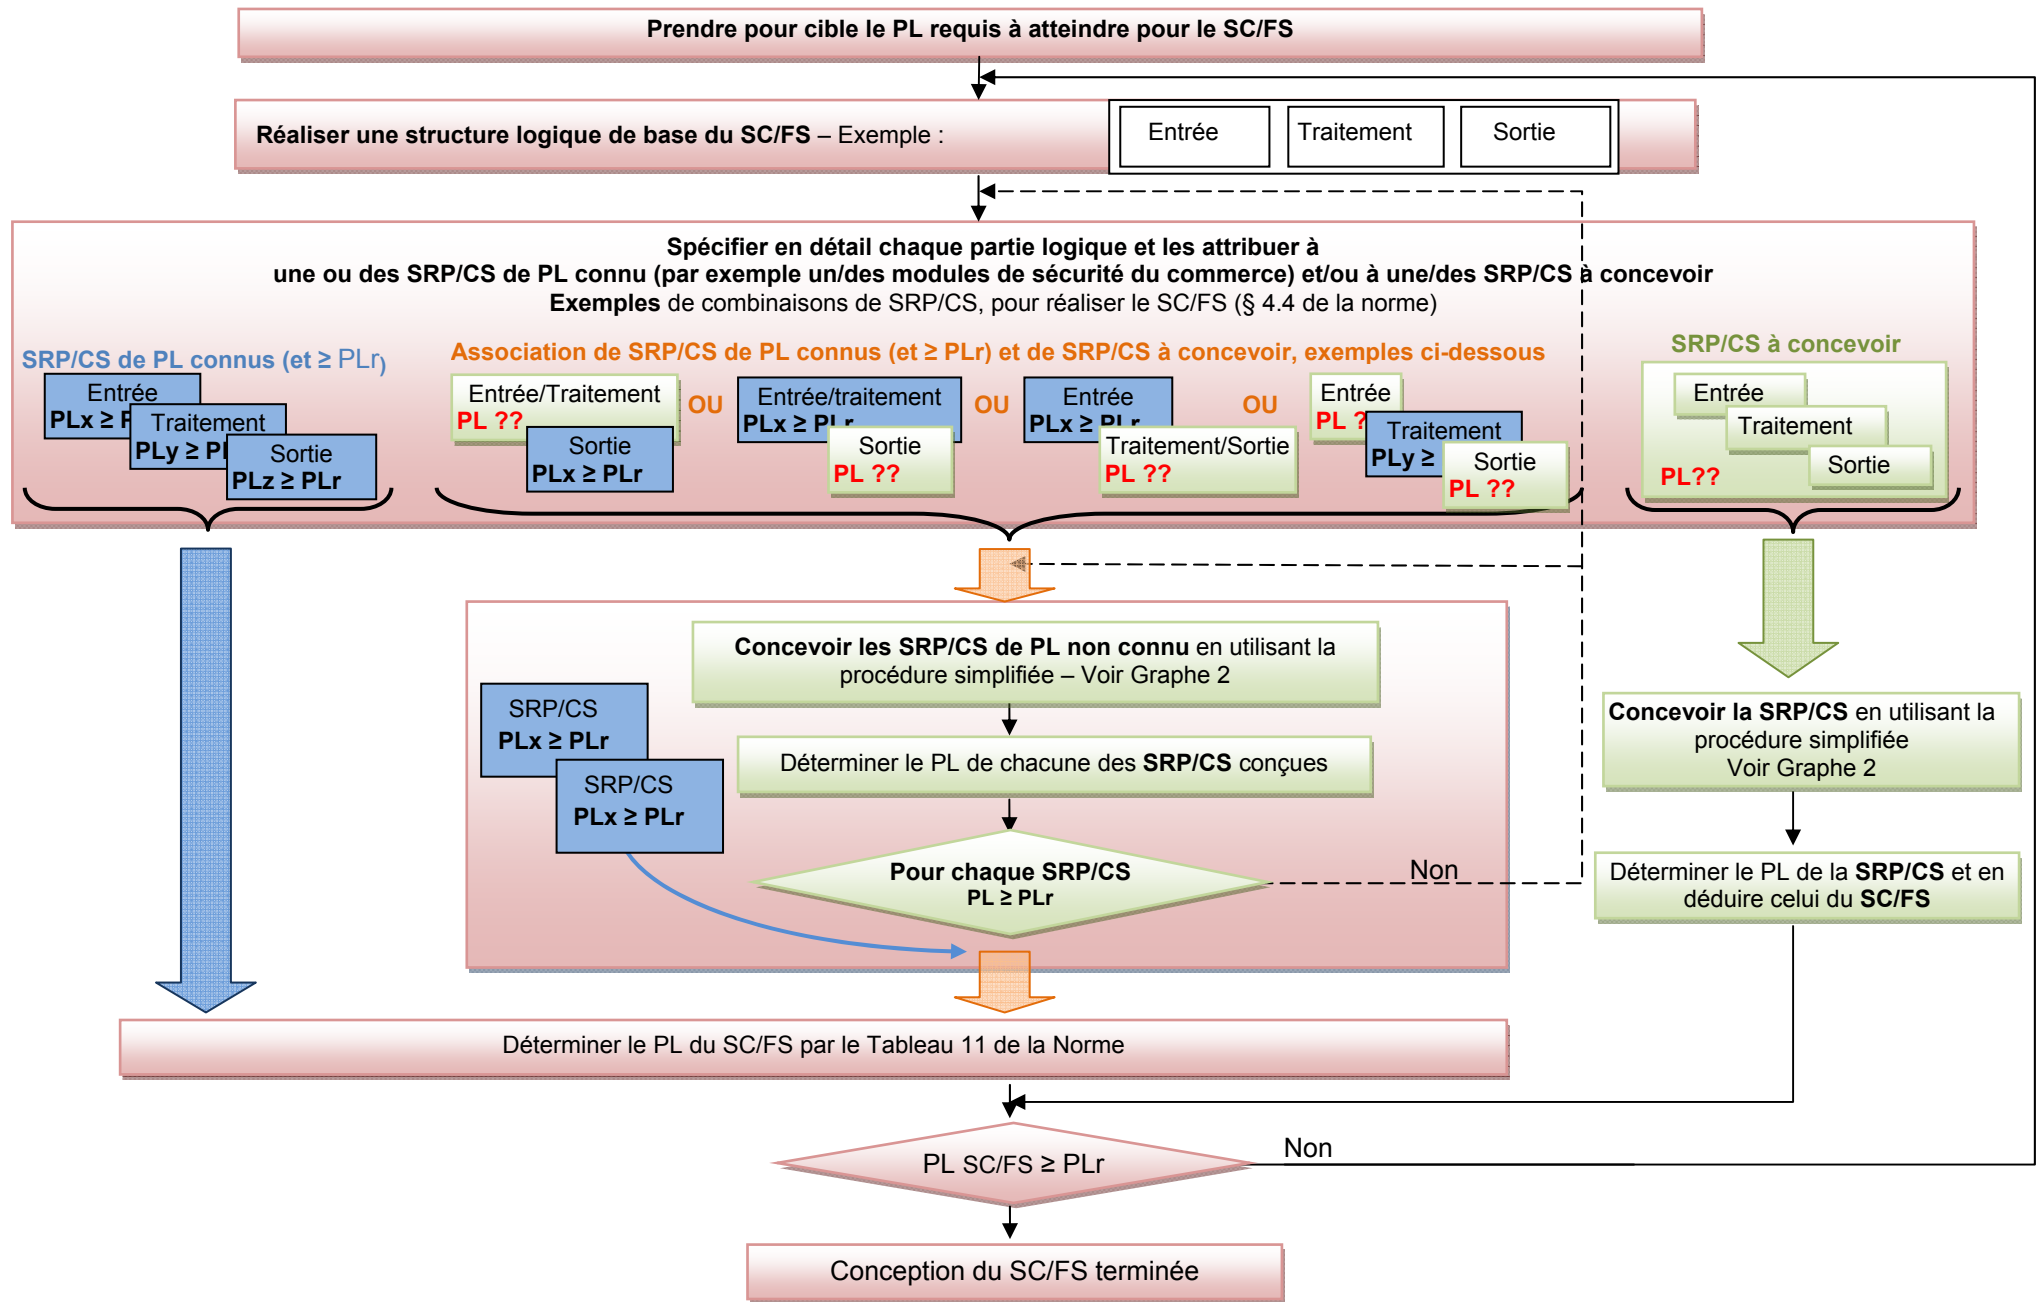 Prendre pour cible le PL requis à atteindre pour le SC/FS
Réaliser une structure logique de base du SC/FS – Exemple :
Entrée
Traitement
Sortie
Spécifier en détail chaque partie logique et les attribuer à
une ou des SRP/CS de PL connu (par exemple un/des modules de sécurité du commerce) et/ou à une/des SRP/CS à concevoir
Exemples de combinaisons de SRP/CS, pour réaliser le SC/FS (§ 4.4 de la norme)
SRP/CS de PL connus (et ≥ PLr)
Entrée
PLx ≥ P
Traitement
PLy ≥ PL
Sortie
PLz ≥ PLr
Association de SRP/CS de PL connus (et ≥ PLr) et de SRP/CS à concevoir, exemples ci-dessous
Entrée/Traitement
PL ??
Sortie
PLx ≥ PLr
OU
Entrée/traitement
PLx ≥ PLr
Sortie
PL ??
OU
Entrée
PLx ≥ PLr
Traitement/Sortie
PL ??
OU
Entrée
PL ?
Traitement
PLy ≥
Sortie
PL ??
SRP/CS à concevoir
Entrée
Traitement
Sortie
PL??
Concevoir les SRP/CS de PL non connu en utilisant la
procédure simplifiée – Voir Graphe 2
SRP/CS
PLx ≥ PLr
SRP/CS
PLx ≥ PLr
Déterminer le PL de chacune des SRP/CS conçues
Pour chaque SRP/CS
PL ≥ PLr
Non
Concevoir la SRP/CS en utilisant la
procédure simplifiée
Voir Graphe 2
Déterminer le PL de la SRP/CS et en
déduire celui du SC/FS
Déterminer le PL du SC/FS par le Tableau 11 de la Norme
PL SC/FS ≥ PLr
Non
Conception du SC/FS terminée